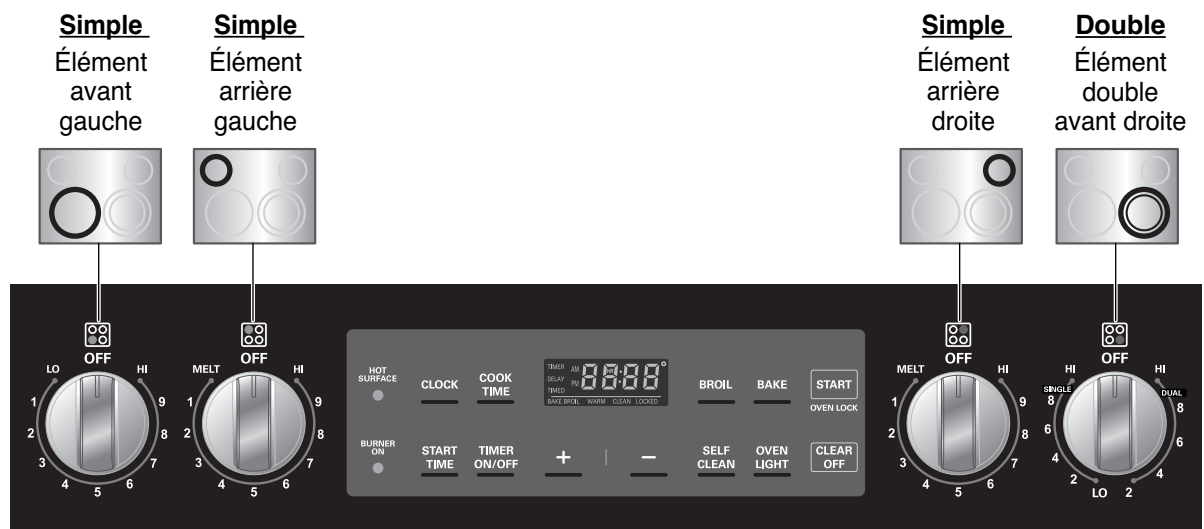 Simple
Élément
avant
gauche
Simple
Élément
arrière
gauche
Simple
Élément
arrière
droite
Double
Élément
double
avant droite
OFF
LO
HI
1
2
3
4
5
6
7
8
9
OFF
MELT
HI
1
2
3
4
5
6
7
8
9
HOT
SURFACE
CLOCK
COOK
TIME
TIMER
DELAY
TIMED
AM
PM
HR
88:88°
BAKE BROIL WARM CLEAN LOCKED
BROIL
BAKE
START
OVEN LOCK
BURNER
ON
START
TIME
TIMER
ON/OFF
+
|
−
SELF
CLEAN
OVEN
LIGHT
CLEAR
OFF
OFF
MELT
HI
1
2
3
4
5
6
7
8
9
OFF
HI
SINGLE
8
6
4
2
LO
2
4
6
8
DUAL
HI